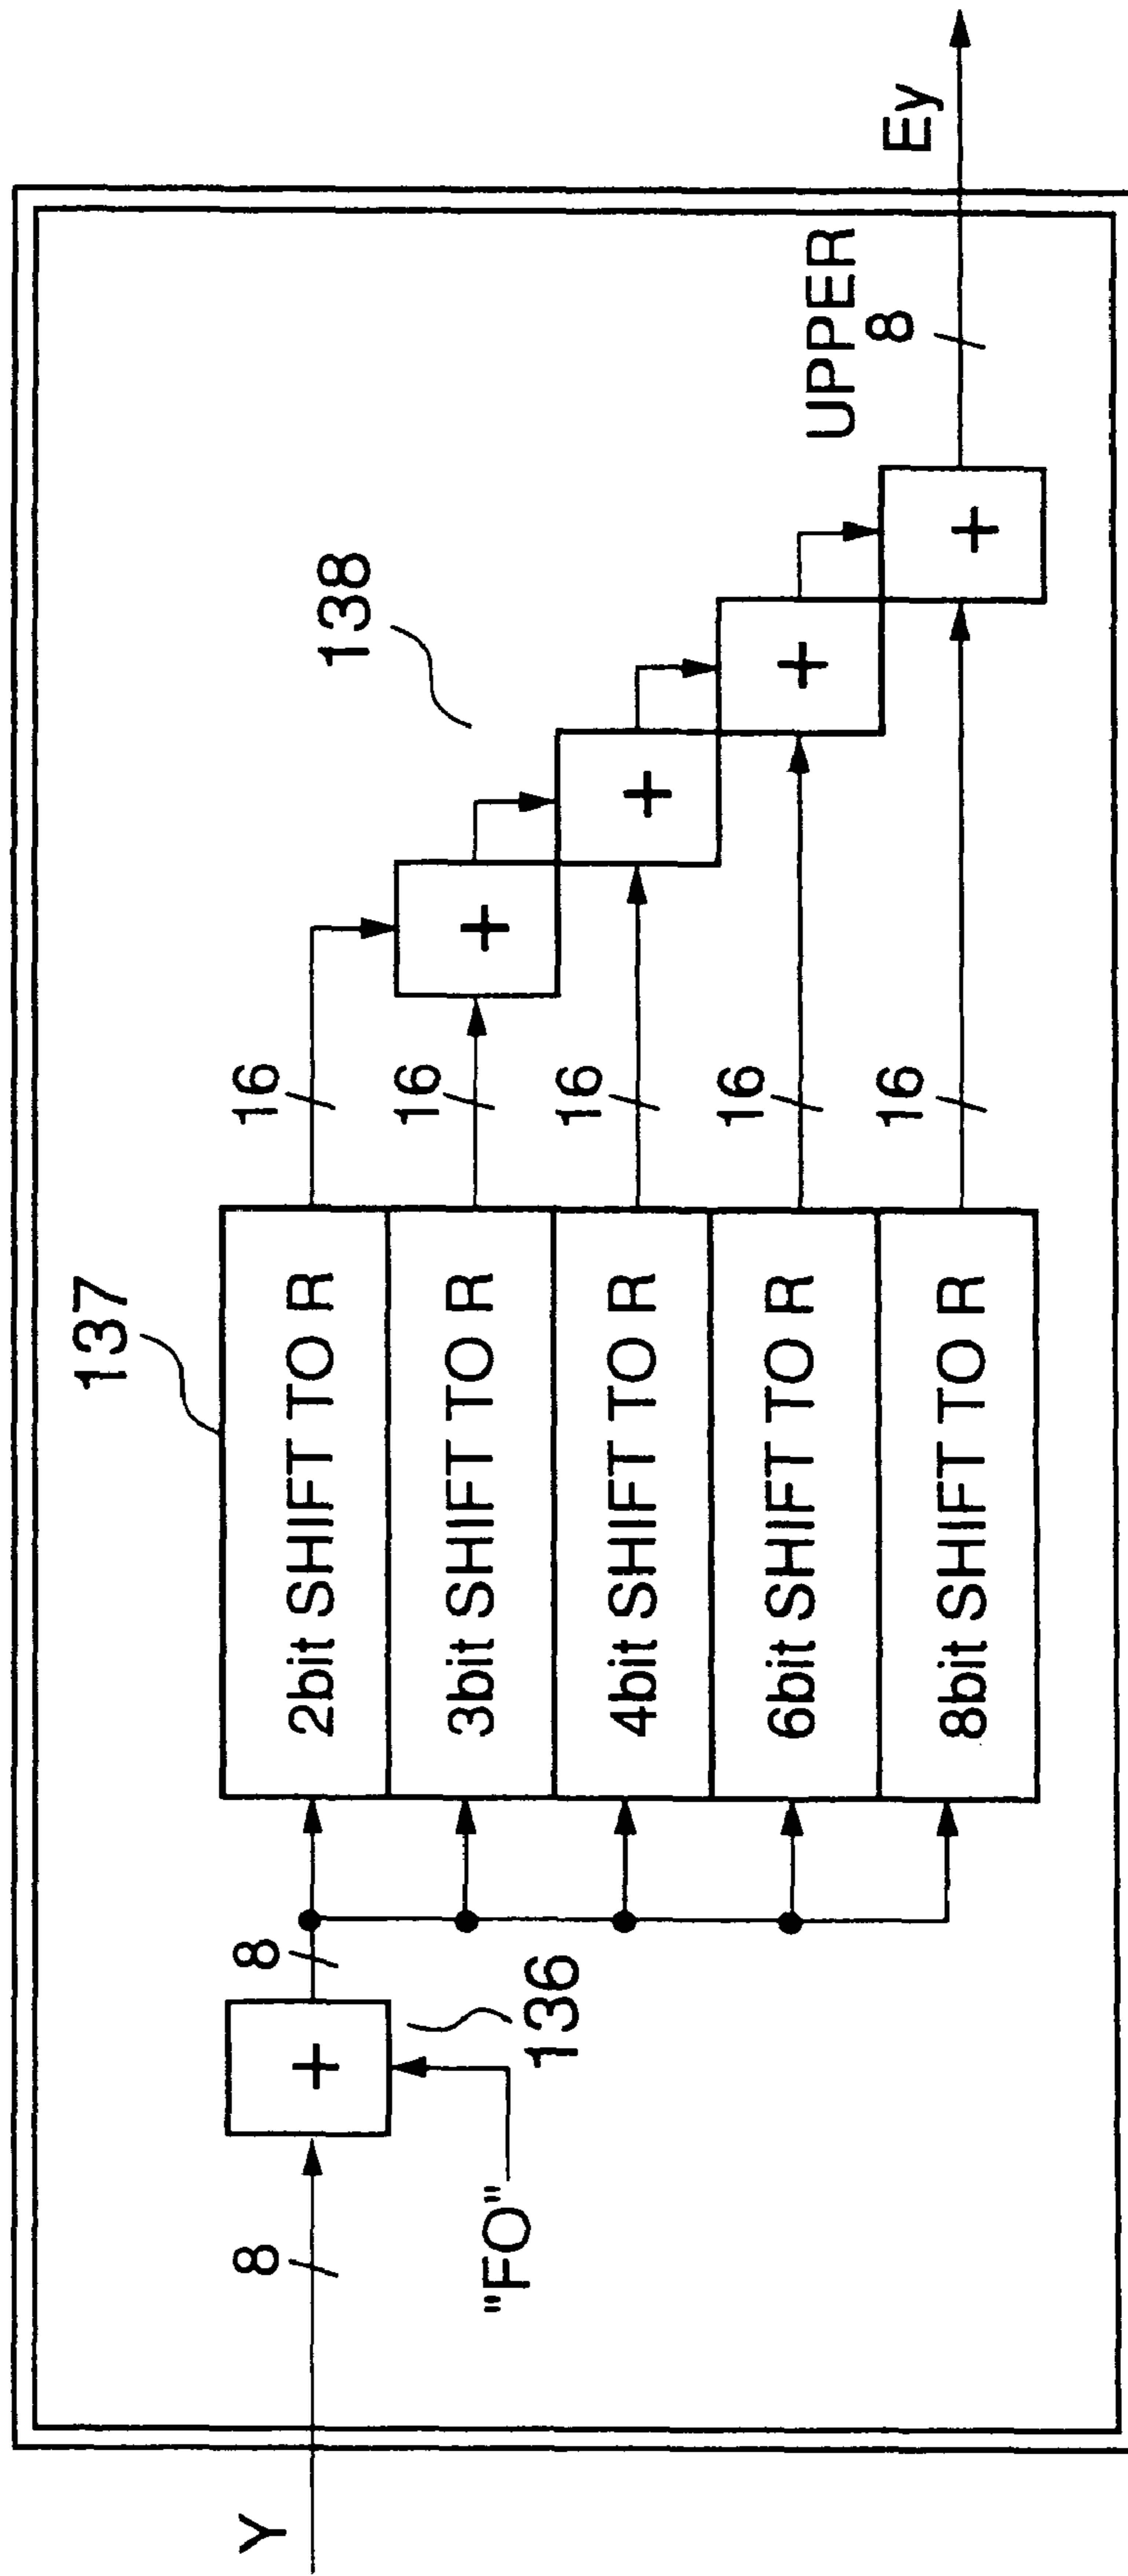 Y
8
"FO"
136
8
137
2bit SHIFT TO R
3bit SHIFT TO R
4bit SHIFT TO R
6bit SHIFT TO R
8bit SHIFT TO R
16
16
16
16
16
138
+
+
+
+
+
+
UPPER
8
Ey